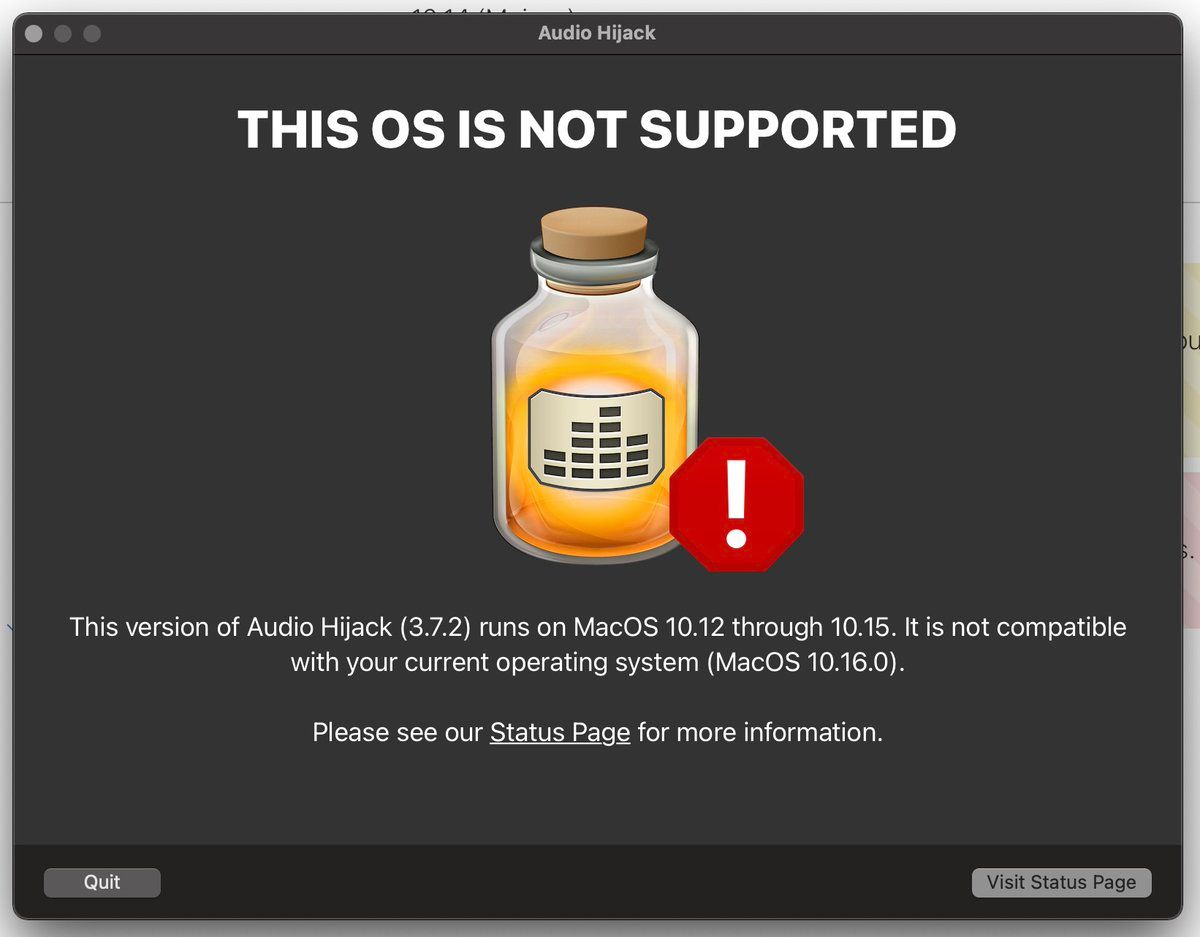 Audio Hijack
THIS OS IS NOT SUPPORTED
This version of Audio Hijack (3.7.2) runs on MacOS 10.12 through 10.15. It is not compatible
with your current operating system (MacOS 10.16.0).
Please see our Status Page for more information.
Quit
Visit Status Page